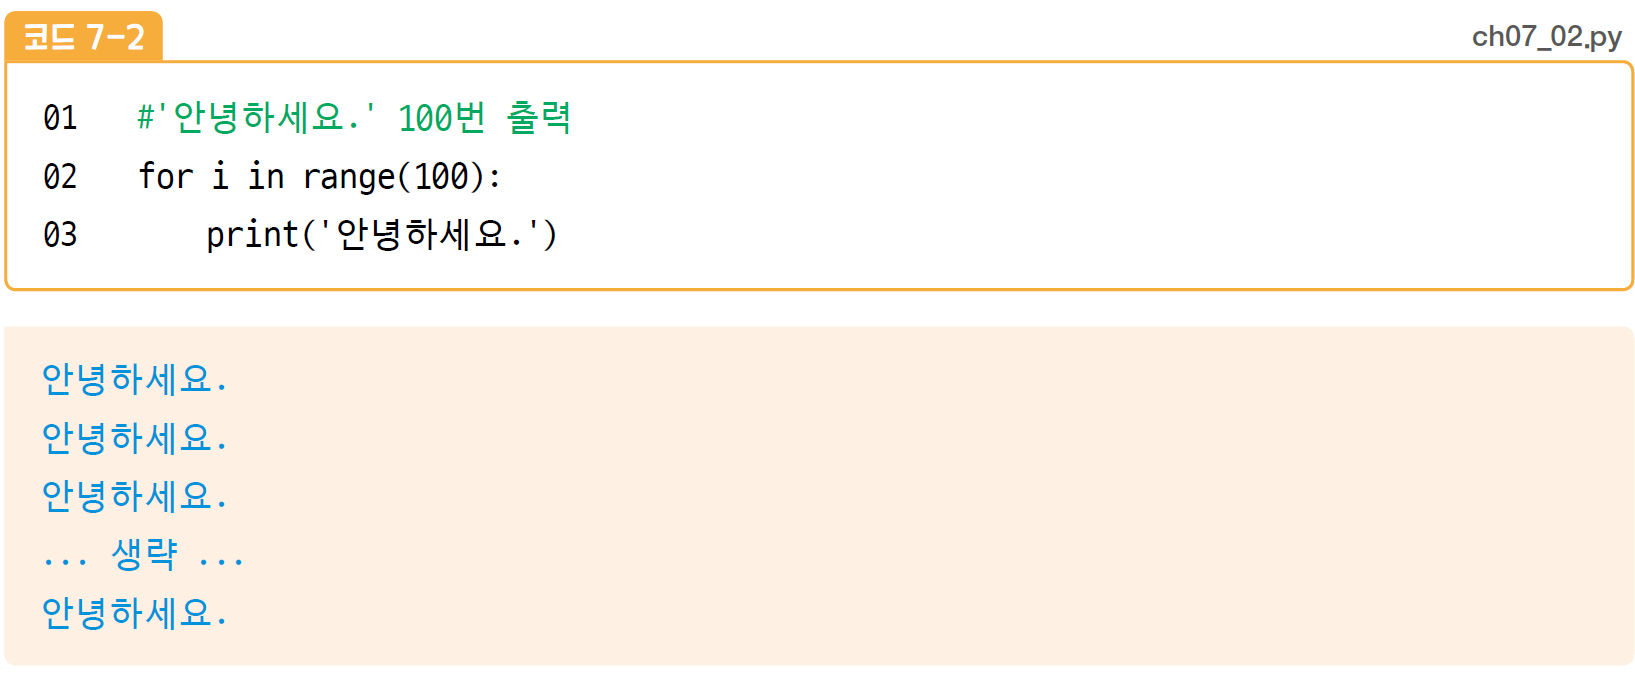 코드 7-2
ch07_02.py
01 #'안녕하세요.' 100번 출력
02 for i in range(100):
03     print('안녕하세요.')
안녕하세요.
안녕하세요.
안녕하세요.
... 생략 ...
안녕하세요.